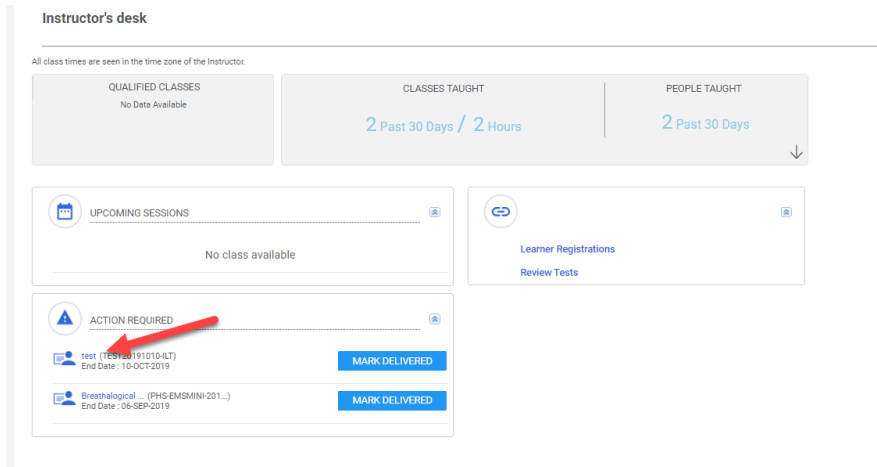 Instructor's desk
All class times are seen in the time zone of the Instructor.
QUALIFIED CLASSES
No Data Available
CLASSES TAUGHT
2 Past 30 Days / 2 Hours
PEOPLE TAUGHT
2 Past 30 Days
UPCOMING SESSIONS
No class available
Learner Registrations
Review Tests
ACTION REQUIRED
test (TEST20191010-ILT)
End Date : 10-OCT-2019
MARK DELIVERED
Breathalogical ... (PHS-EMSMINI-201...)
End Date : 06-SEP-2019
MARK DELIVERED